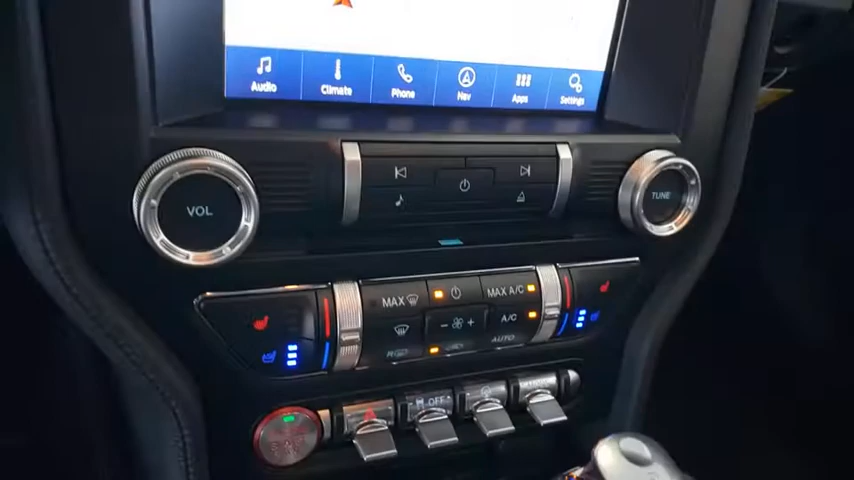 Audio Climate Phone Nav Apps Settings
VOL
TUNE
MAX
MAX A/C
A/C
R
AUTO
OFF